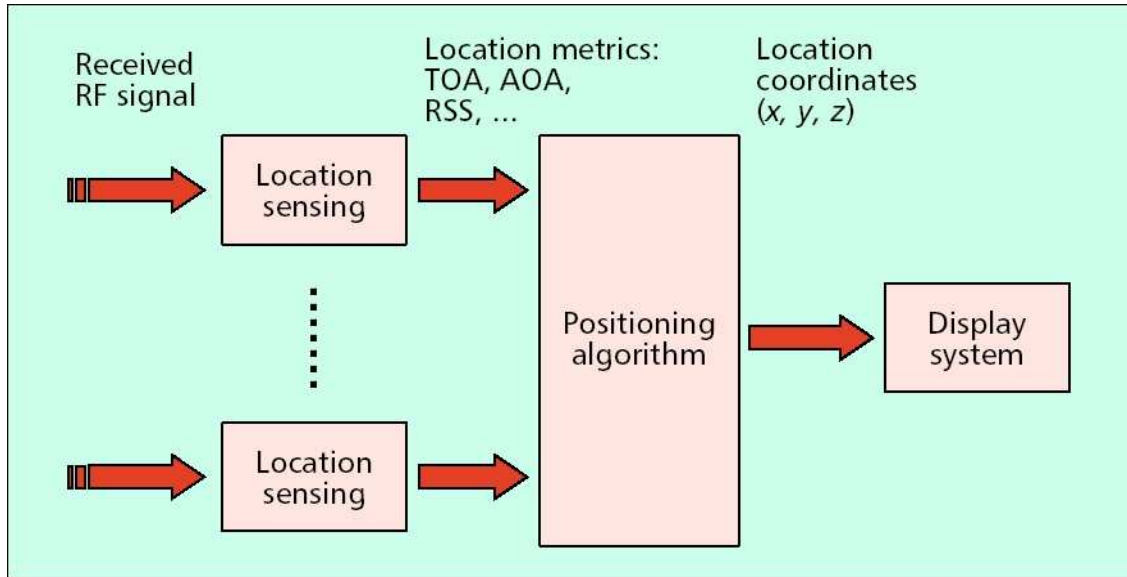 Received
RF signal
Location metrics:
TOA, AOA,
RSS, ...
Location
coordinates
(x, y, z)
Location
sensing
Positioning
algorithm
Display
system
Location
sensing